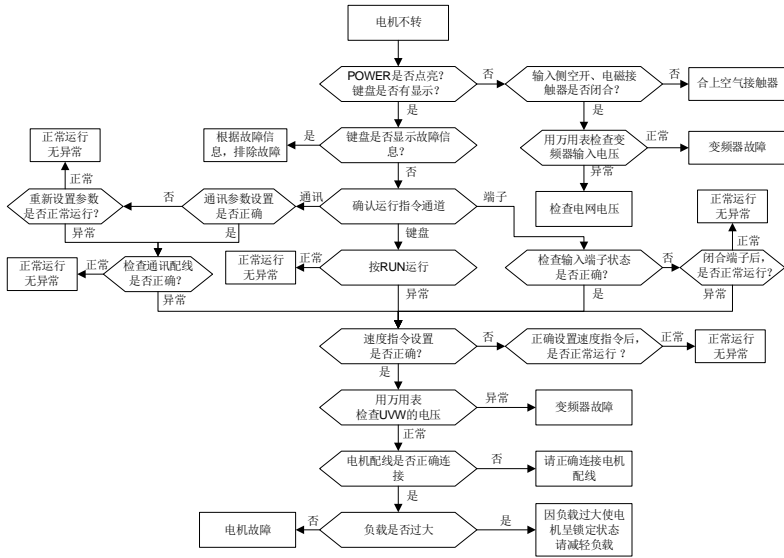 电机不转
POWER是否点亮?
键盘是否有显示?
否
输入侧空开、电磁接
触器是否闭合?
否
合上空气接触器
是
是
正常运行
无异常
根据故障信
息，排除故障
是
键盘是否显示故障信
息?
用万用表检查变
频器输入电压
正常
变频器故障
正常
否
异常
重新设置参数
是否正常运行?
否
通讯参数设置
是否正确
通讯
确认运行指令通道
端子
检查电网电压
正常运行
无异常
异常
是
键盘
正常
正常运行
无异常
正常
检查通讯配线
是否正确?
正常运行
无异常
正常
按RUN运行
检查输入端子状态
是否正确?
否
闭合端子后,
是否正常运行?
异常
异常
是
异常
速度指令设置
是否正确?
否
正确设置速度指令后,
是否正常运行 ?
正常
正常运行
无异常
是
用万用表
检查UVW的电压
异常
变频器故障
正常
电机配线是否正确连
接
否
请正确连接电机
配线
是
电机故障
否
负载是否过大
是
因负载过大使电
机呈锁定状态
请减轻负载